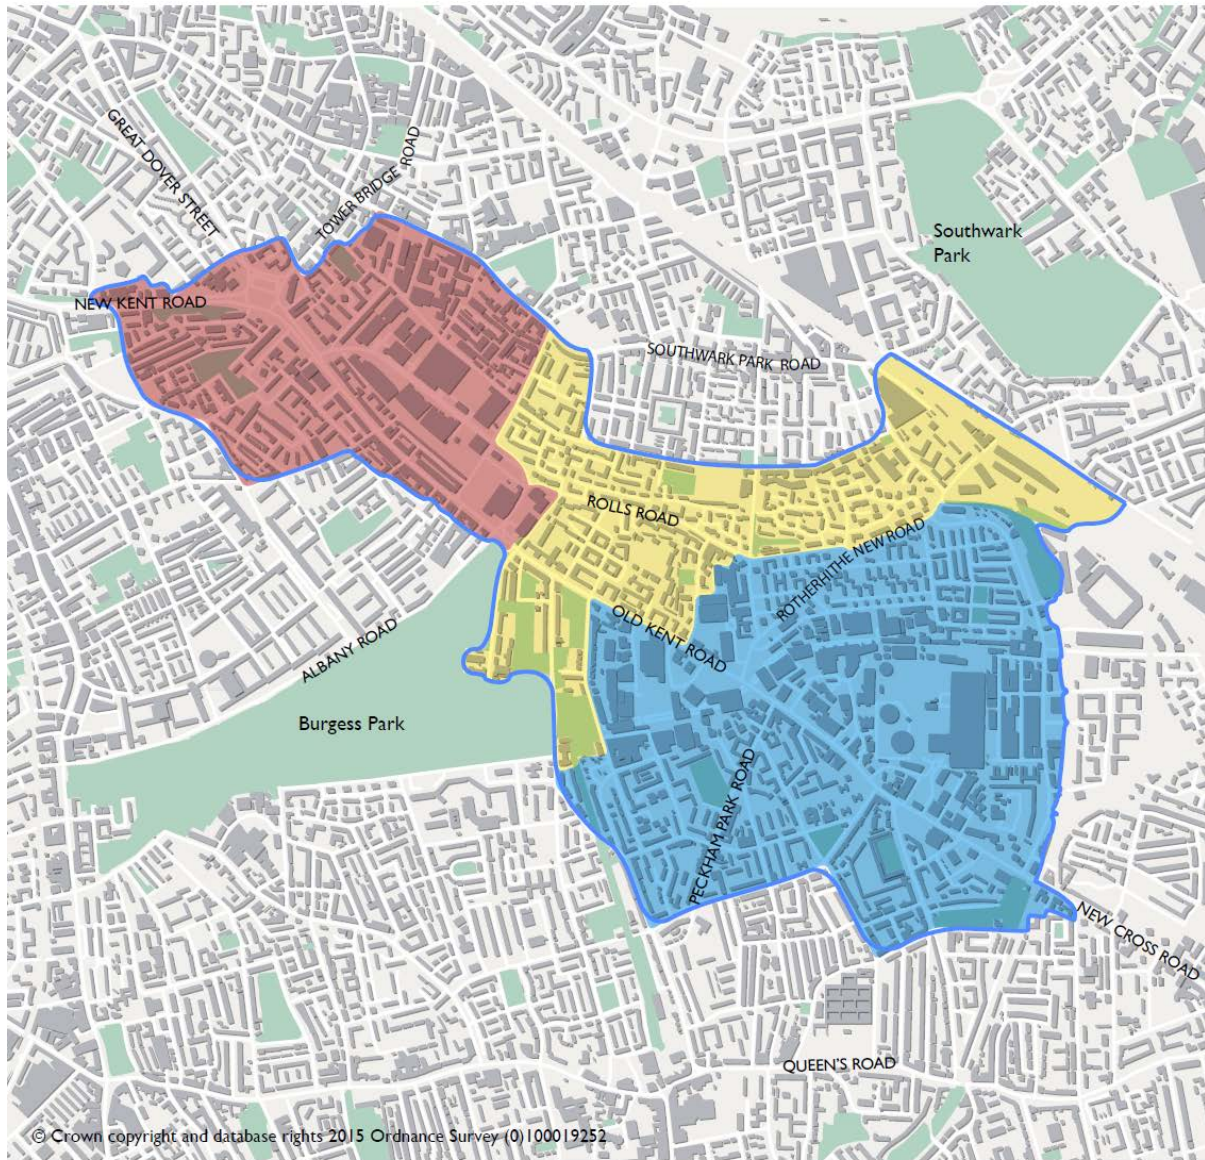 GREAT DOVER STREET
TOWER BRIDGE ROAD
Southwark
Park
NEW KENT ROAD
SOUTHWARK PARK ROAD
ROLLS ROAD
ROTHERHITHE NEW ROAD
OLD KENT ROAD
ALBANY ROAD
Burgess Park
PECKHAM PARK ROAD
NEW CROSS ROAD
QUEEN'S ROAD
© Crown copyright and database rights 2015 Ordnance Survey (0)100019252